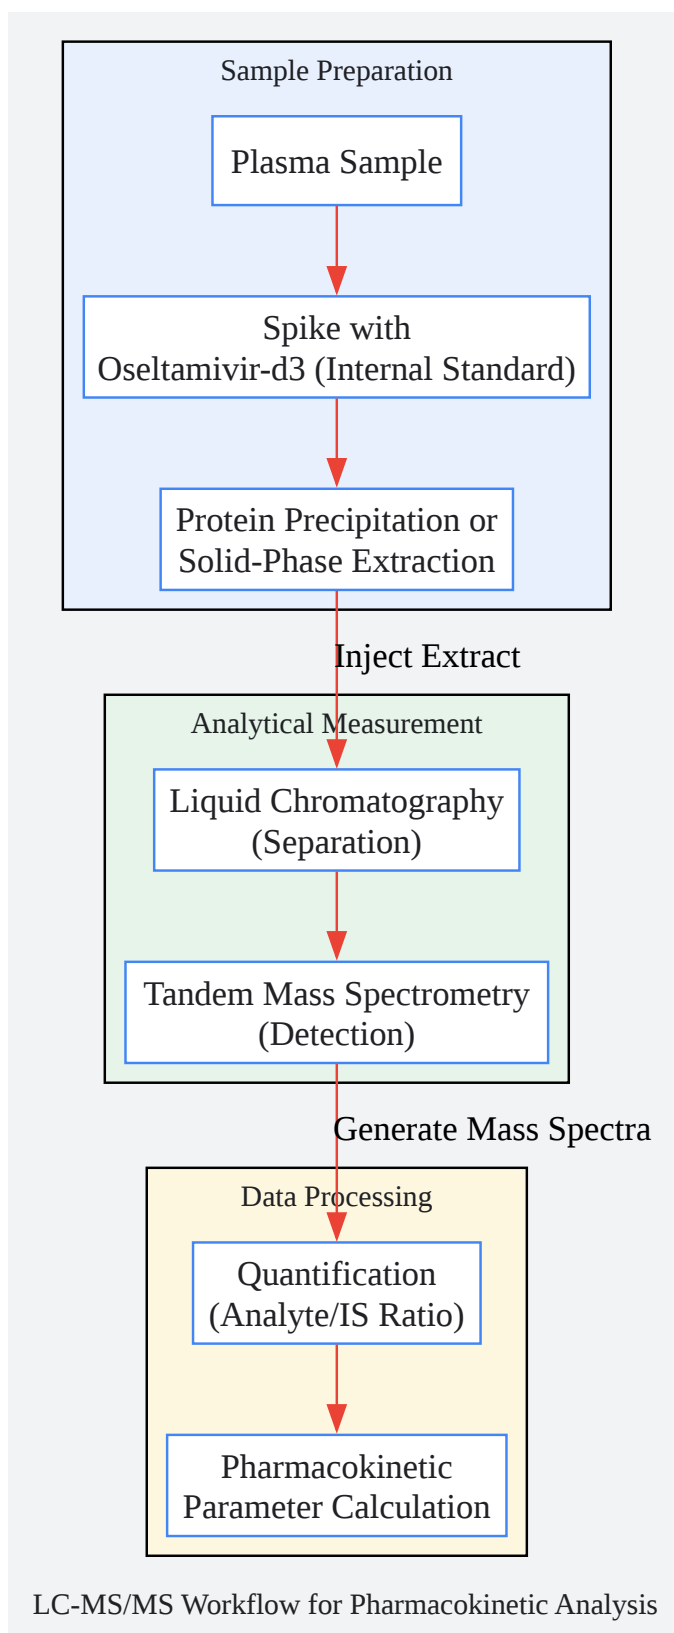 Sample Preparation
Plasma Sample
Spike with
Oseltamivir-d3 (Internal Standard)
Protein Precipitation or
Solid-Phase Extraction
Inject Extract
Analytical Measurement
Liquid Chromatography
(Separation)
Tandem Mass Spectrometry
(Detection)
Generate Mass Spectra
Data Processing
Quantification
(Analyte/IS Ratio)
Pharmacokinetic
Parameter Calculation
LC-MS/MS Workflow for Pharmacokinetic Analysis